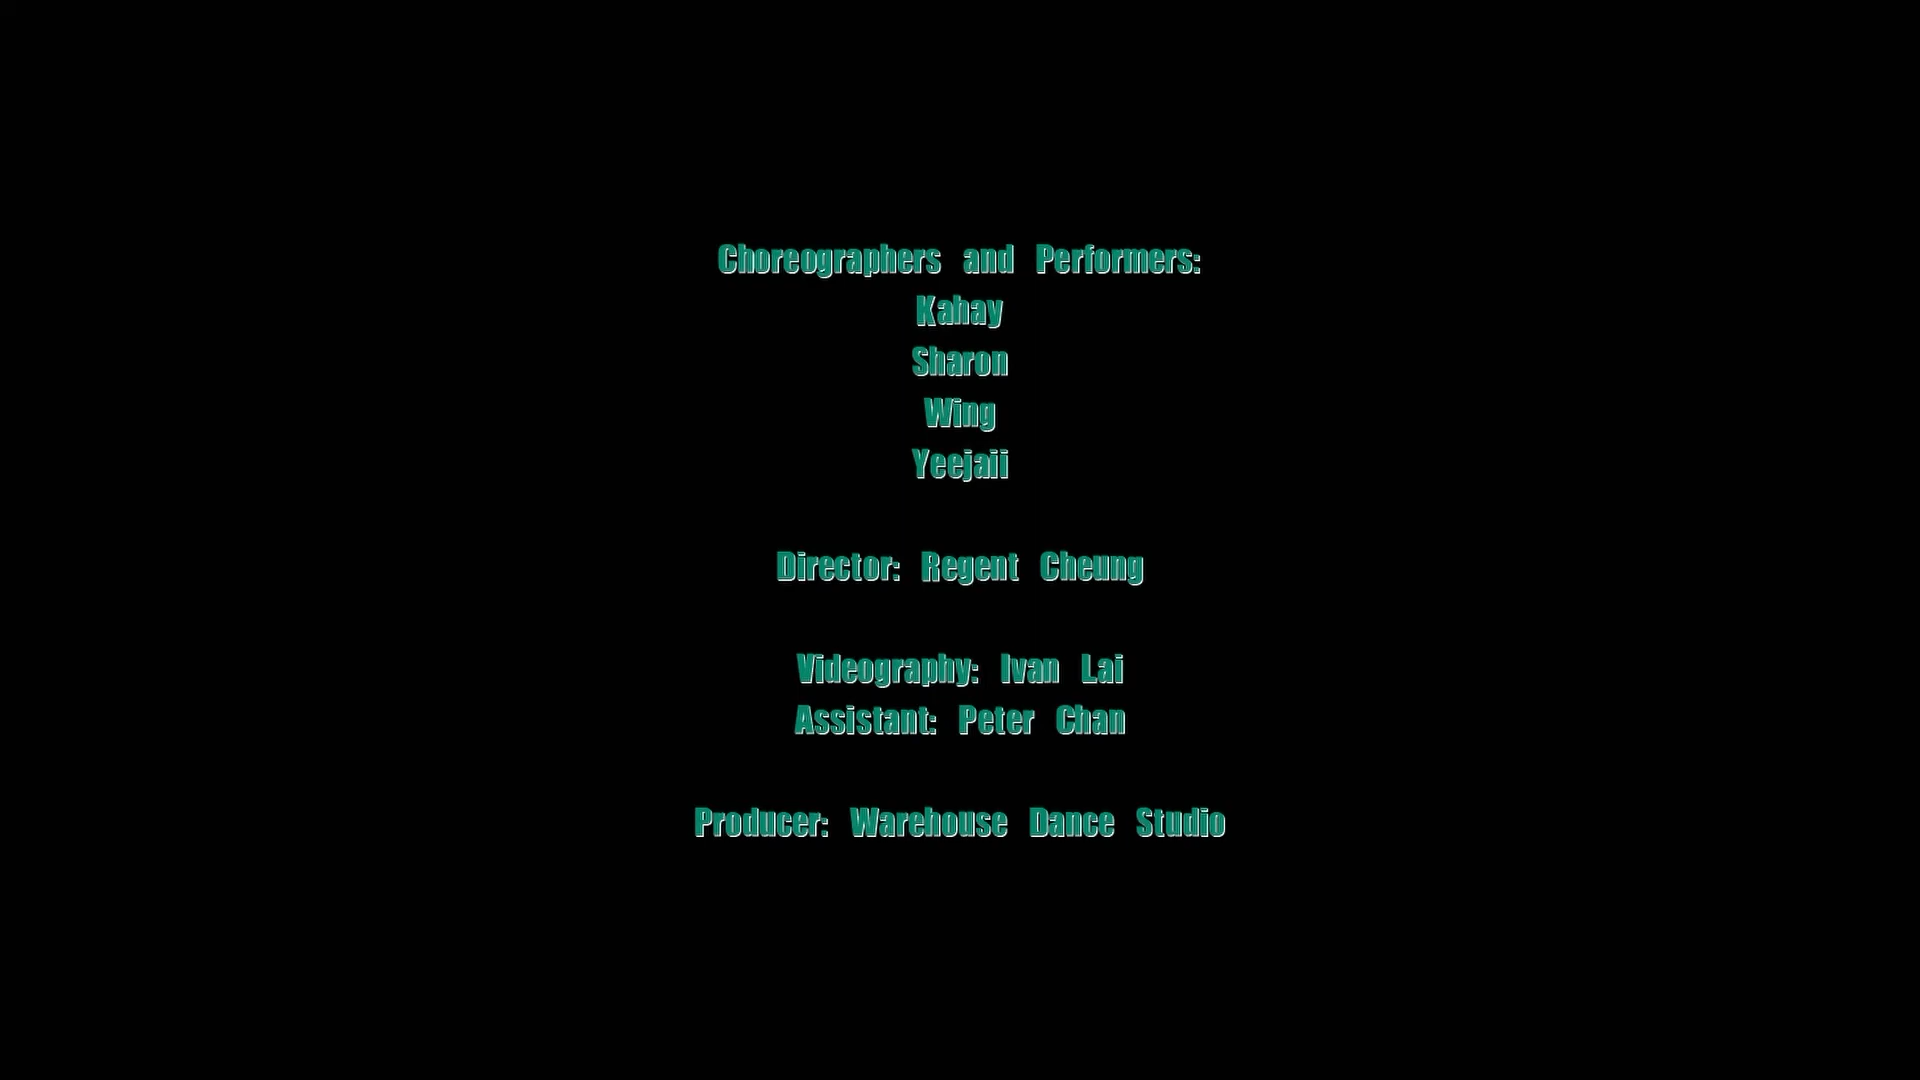 Choreographers and Performers:
Kahay
Sharon
Wing
Yeejaii
Director: Regent Cheung
Videography: Ivan Lai
Assistant: Peter Chan
Producer: Warehouse Dance Studio